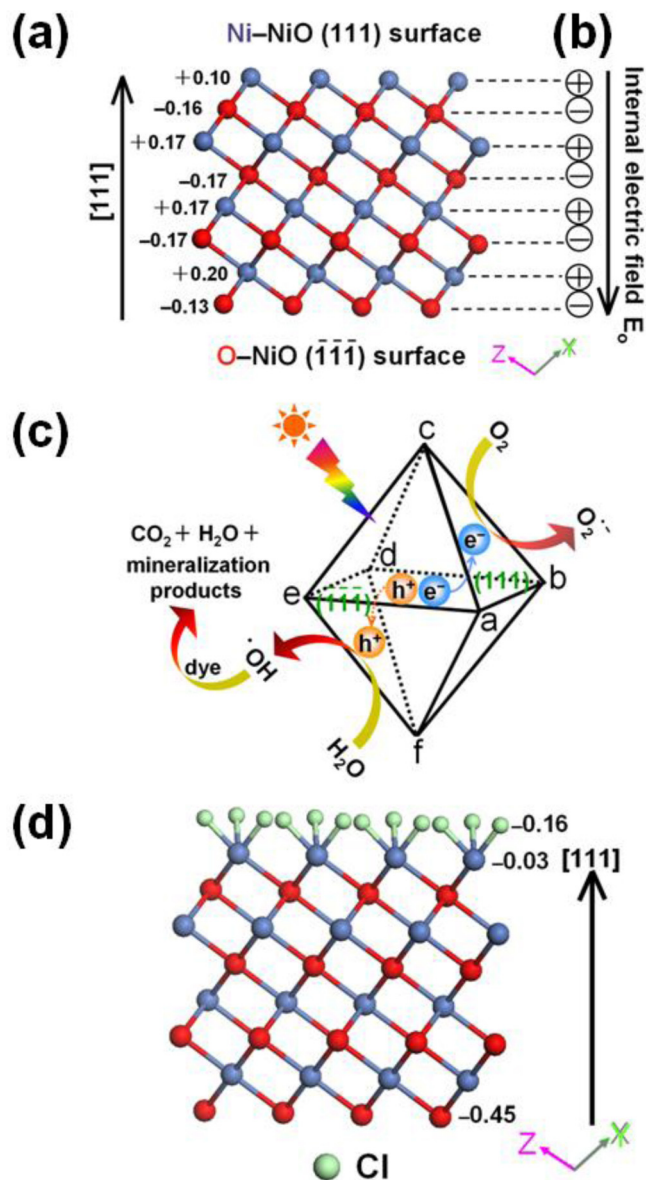 (a)
Ni–NiO (111) surface
(b)
+0.10
−0.16
+0.17
−0.17
+0.17
−0.17
+0.20
−0.13
[111]
+
−
+
−
+
−
+
−
Internal electric field E₀
O–NiO (1̅1̅1̅) surface
Z
X
(c)
c
O₂
O₂·⁻
e⁻
CO₂ + H₂O +
mineralization
products
d
e
(1̅1̅1̅)
h⁺
e⁻
(111)
b
a
h⁺
·OH
dye
H₂O
f
(d)
−0.16
−0.03
[111]
−0.45
Cl
Z
X